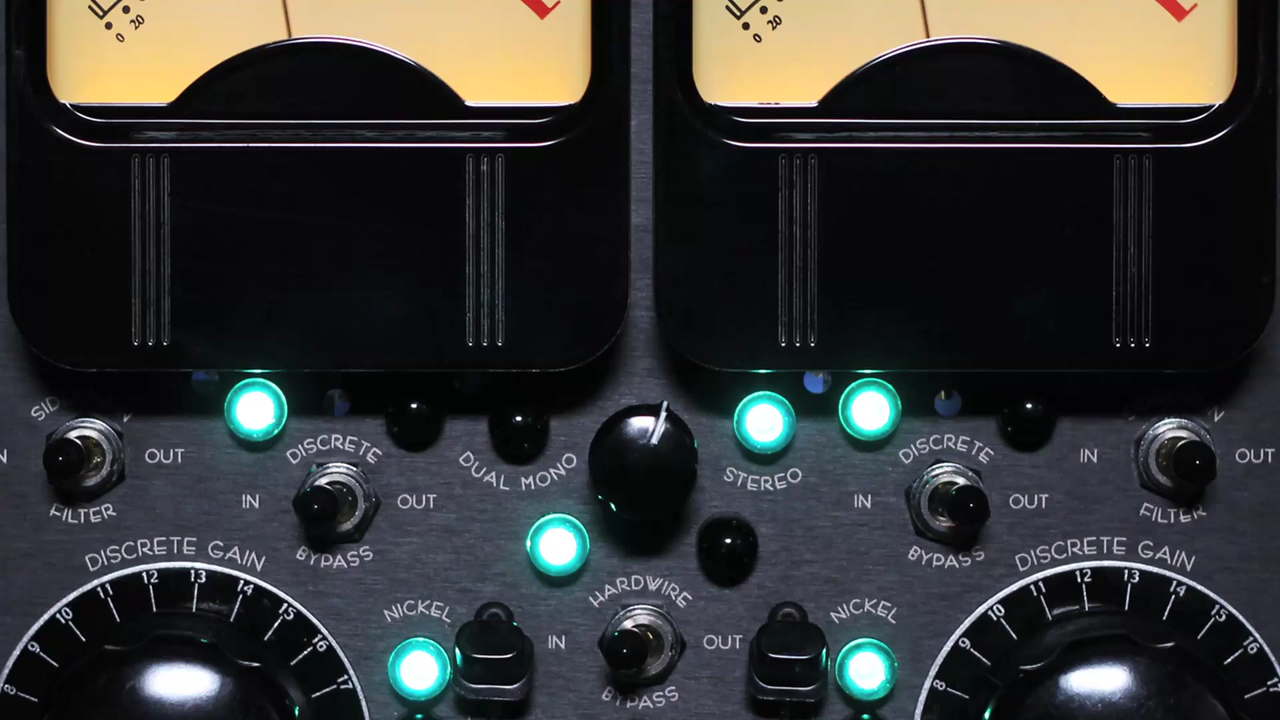 0 20
0 20
OUT
FILTER
DISCRETE
IN OUT
BYPASS
DUAL MONO
STEREO
DISCRETE
IN OUT
BYPASS
IN OUT
FILTER
DISCRETE GAIN
8 9 10 11 12 13 14 15 16 17
NICKEL
HARDWIRE
IN OUT
BYPASS
NICKEL
DISCRETE GAIN
8 9 10 11 12 13 14 15 16 17